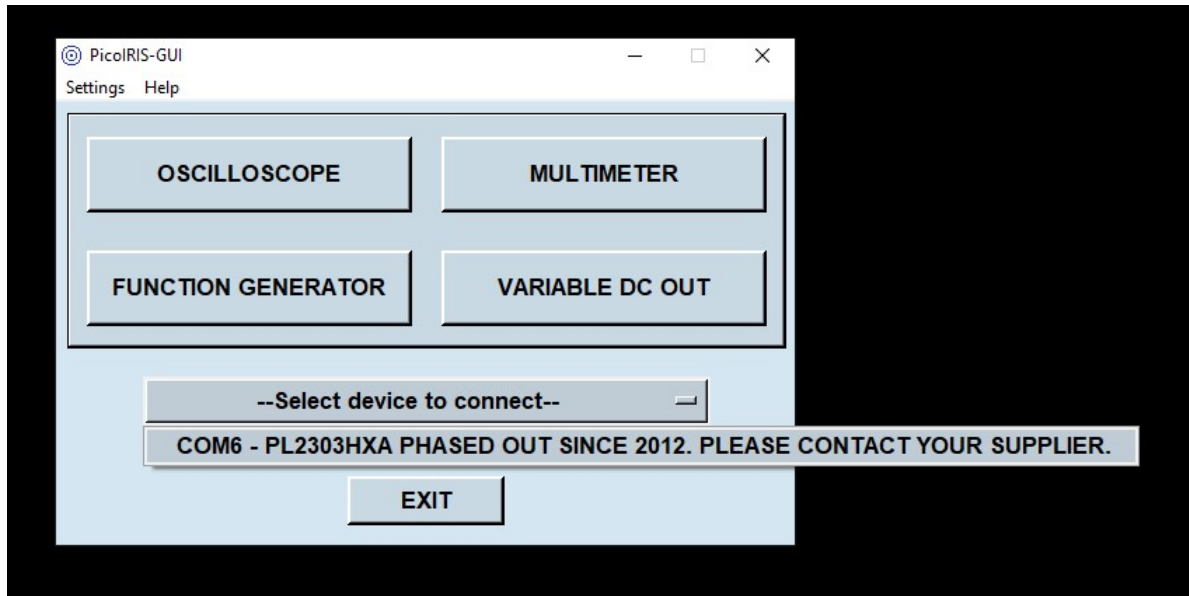 PicoIRIS-GUI
Settings Help
OSCILLOSCOPE
MULTIMETER
FUNCTION GENERATOR
VARIABLE DC OUT
--Select device to connect--
COM6 - PL2303HXA PHASED OUT SINCE 2012. PLEASE CONTACT YOUR SUPPLIER.
EXIT